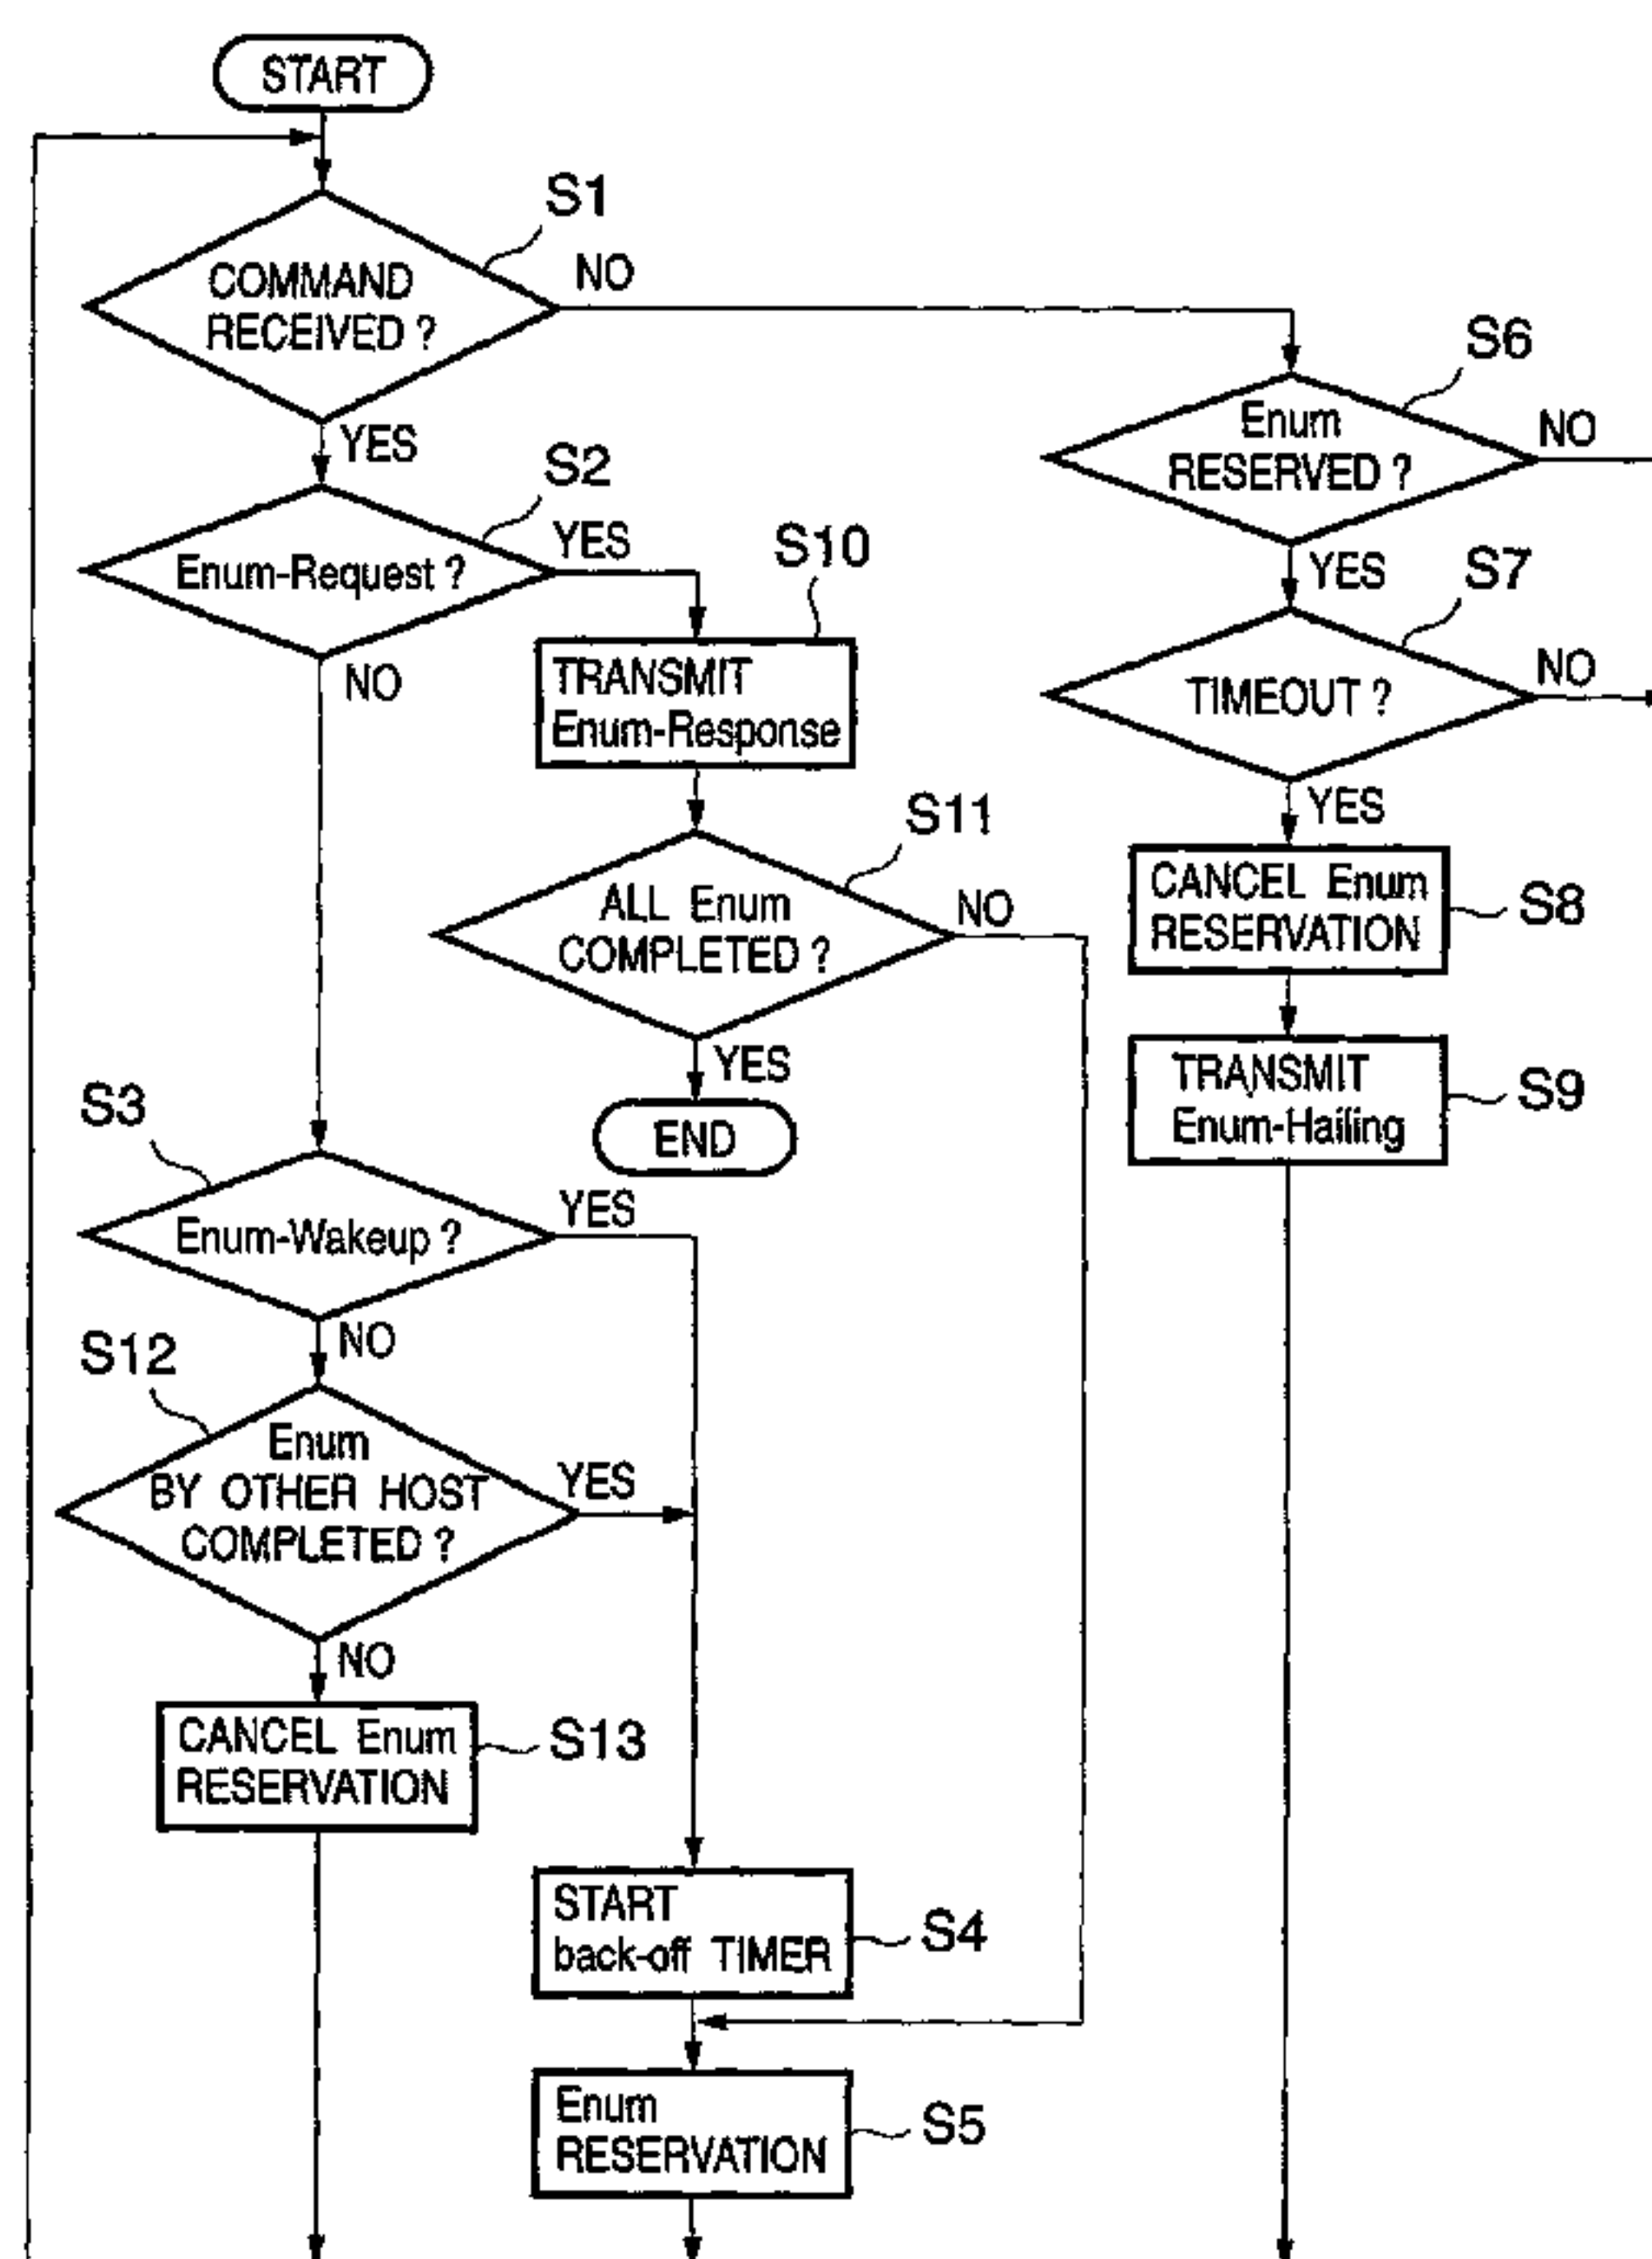 START
S1
COMMAND
RECEIVED ?
NO
YES
S6
Enum
RESERVED ?
NO
YES
S2
Enum-Request ?
YES
NO
S10
TRANSMIT
Enum-Response
S7
TIMEOUT ?
NO
YES
S11
ALL Enum
COMPLETED ?
NO
YES
END
CANCEL Enum
RESERVATION
S8
TRANSMIT
Enum-Hailing
S9
S3
Enum-Wakeup ?
YES
NO
S12
Enum
BY OTHER HOST
COMPLETED ?
YES
NO
CANCEL Enum
RESERVATION
S13
START
back-off TIMER
S4
Enum
RESERVATION
S5